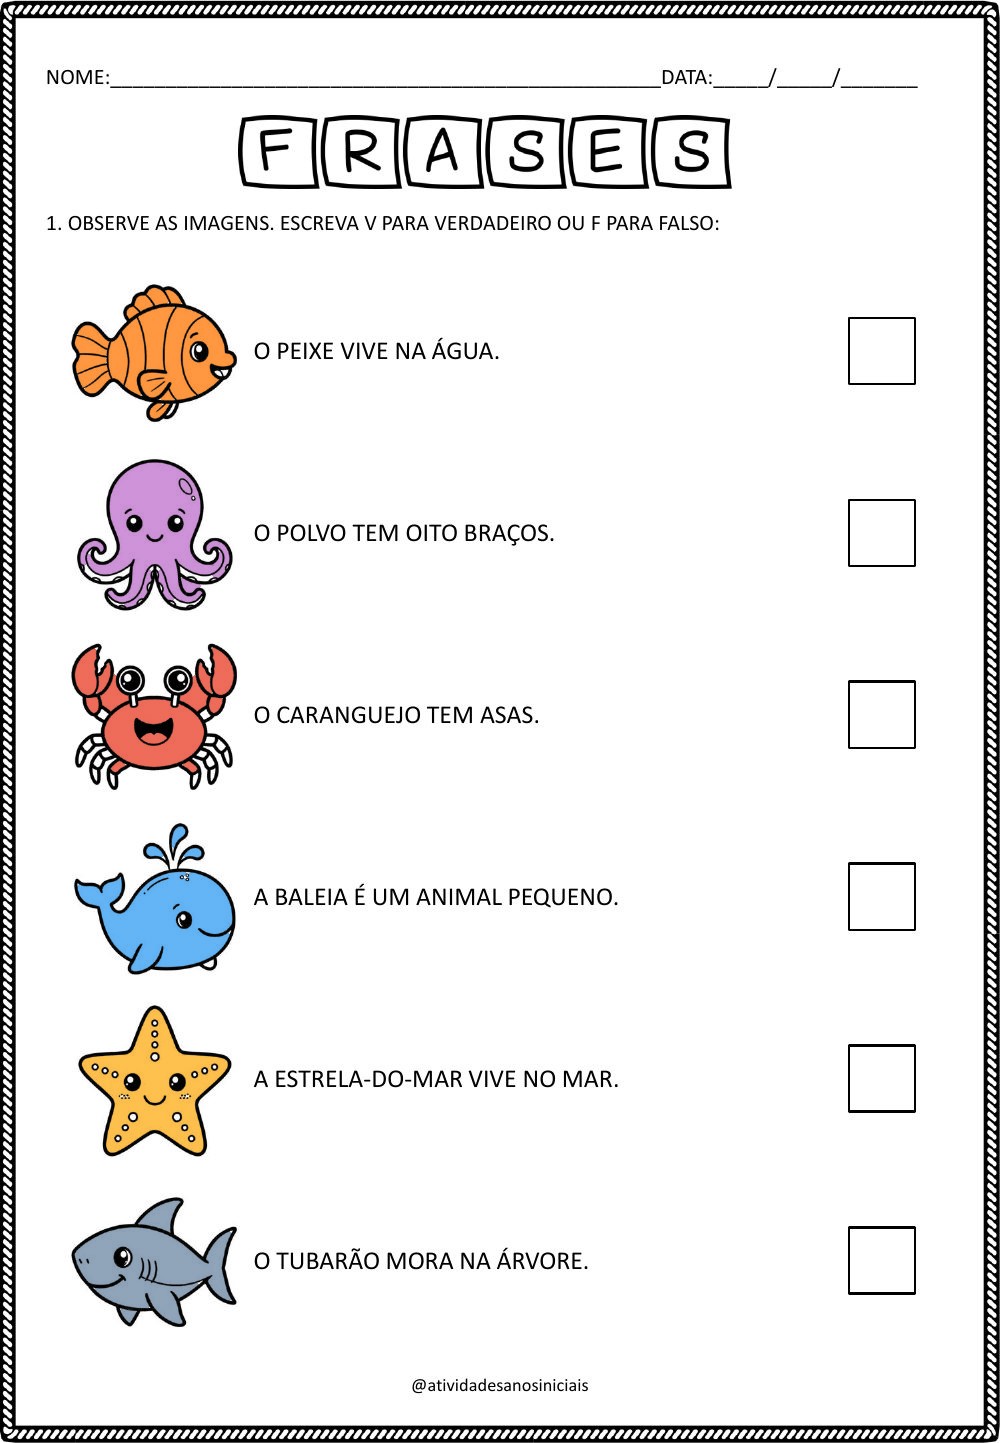 NOME:__________________________________________________DATA:_____/_____/_______
FRASES
1. OBSERVE AS IMAGENS. ESCREVA V PARA VERDADEIRO OU F PARA FALSO:
O PEIXE VIVE NA ÁGUA.
O POLVO TEM OITO BRAÇOS.
O CARANGUEJO TEM ASAS.
A BALEIA É UM ANIMAL PEQUENO.
A ESTRELA-DO-MAR VIVE NO MAR.
O TUBARÃO MORA NA ÁRVORE.
@atividadesanosiniciais